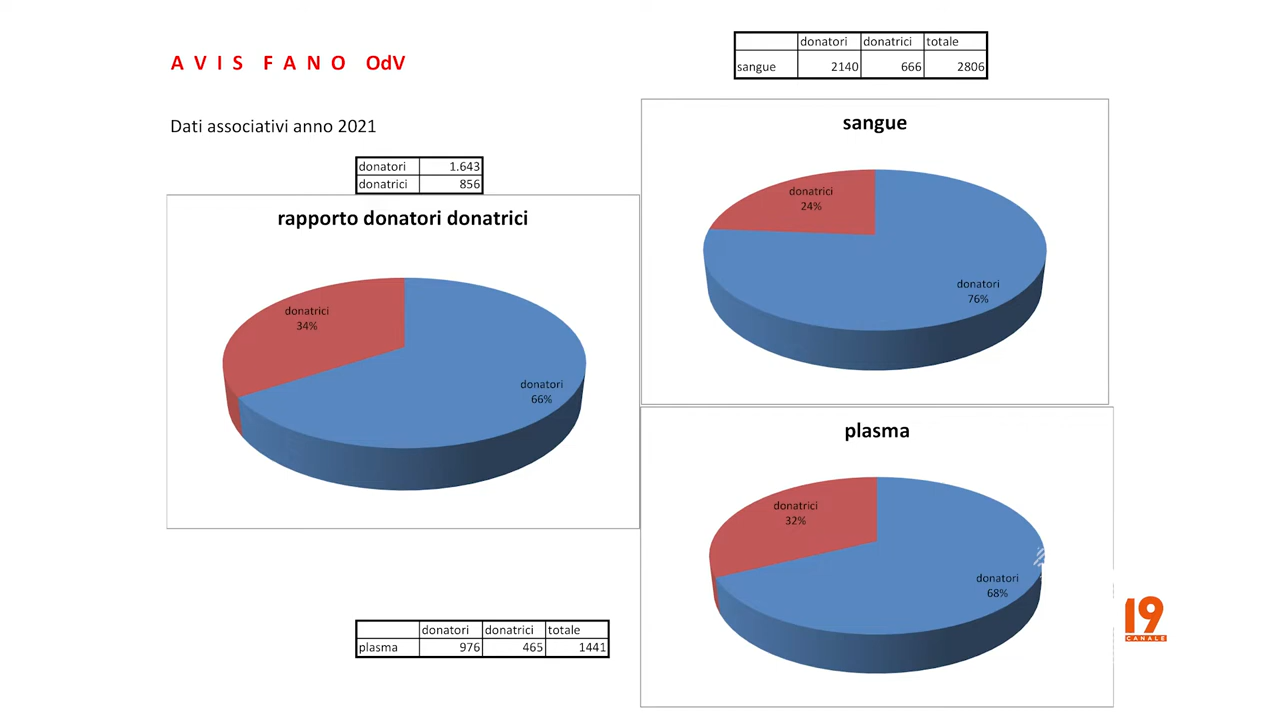 A V I S F A N O OdV
Dati associativi anno 2021
donatori 1.643
donatrici 856
rapporto donatori donatrici
donatrici
34%
donatori
66%
donatori donatrici totale
plasma 976 465 1441
donatori donatrici totale
sangue 2140 666 2806
sangue
donatrici
24%
donatori
76%
plasma
donatrici
32%
donatori
68%
19
CANALE